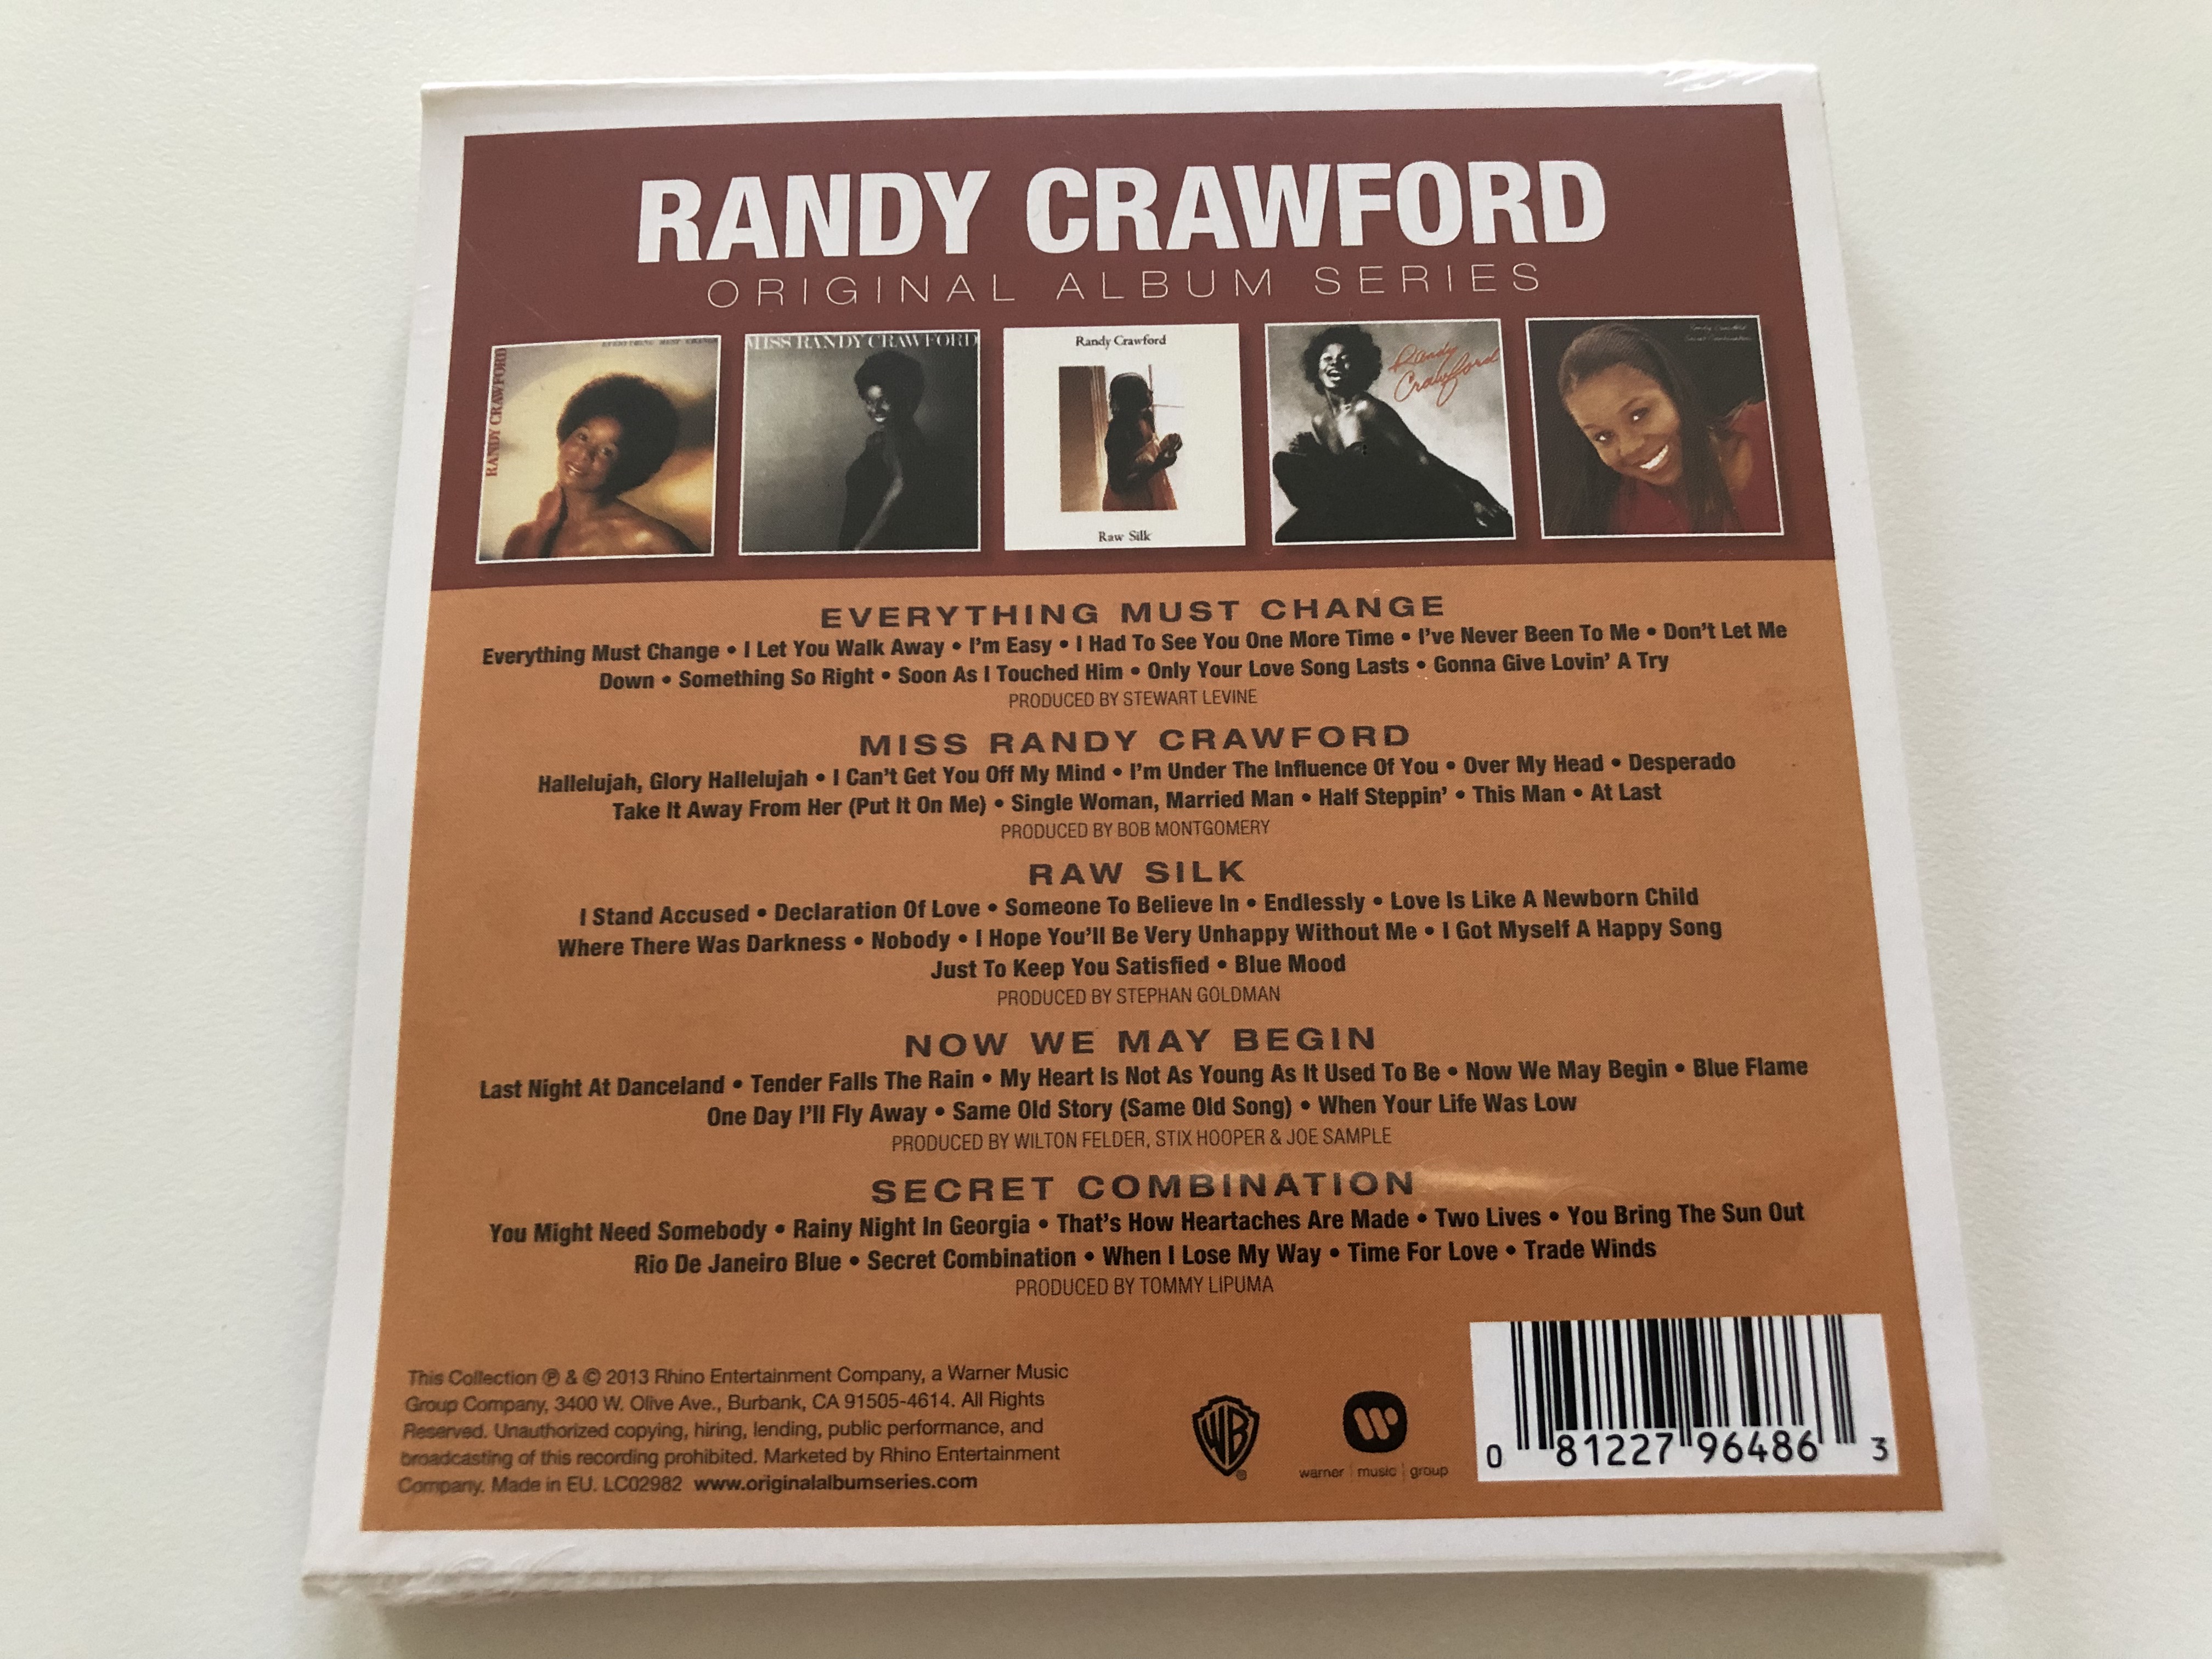 RANDY CRAWFORD
ORIGINAL ALBUM SERIES
RANDY CRAWFORD
EVERYTHING MUST CHANGE
MISS RANDY CRAWFORD
Randy Crawford
Raw Silk
Randy Crawford
Randy Crawford
Secret Combination
EVERYTHING MUST CHANGE
Everything Must Change • I Let You Walk Away • I'm Easy • I Had To See You One More Time • I've Never Been To Me • Don't Let Me
Down • Something So Right • Soon As I Touched Him • Only Your Love Song Lasts • Gonna Give Lovin' A Try
PRODUCED BY STEWART LEVINE
MISS RANDY CRAWFORD
Hallelujah, Glory Hallelujah • I Can't Get You Off My Mind • I'm Under The Influence Of You • Over My Head • Desperado
Take It Away From Her (Put It On Me) • Single Woman, Married Man • Half Steppin' • This Man • At Last
PRODUCED BY BOB MONTGOMERY
RAW SILK
I Stand Accused • Declaration Of Love • Someone To Believe In • Endlessly • Love Is Like A Newborn Child
Where There Was Darkness • Nobody • I Hope You'll Be Very Unhappy Without Me • I Got Myself A Happy Song
Just To Keep You Satisfied • Blue Mood
PRODUCED BY STEPHAN GOLDMAN
NOW WE MAY BEGIN
Last Night At Danceland • Tender Falls The Rain • My Heart Is Not As Young As It Used To Be • Now We May Begin • Blue Flame
One Day I'll Fly Away • Same Old Story (Same Old Song) • When Your Life Was Low
PRODUCED BY WILTON FELDER, STIX HOOPER & JOE SAMPLE
SECRET COMBINATION
You Might Need Somebody • Rainy Night In Georgia • That's How Heartaches Are Made • Two Lives • You Bring The Sun Out
Rio De Janeiro Blue • Secret Combination • When I Lose My Way • Time For Love • Trade Winds
PRODUCED BY TOMMY LIPUMA
This Collection ℗ & © 2013 Rhino Entertainment Company, a Warner Music
Group Company, 3400 W. Olive Ave., Burbank, CA 91505-4614. All Rights
Reserved. Unauthorized copying, hiring, lending, public performance, and
broadcasting of this recording prohibited. Marketed by Rhino Entertainment
Company. Made in EU. LC02982 www.originalalbumseries.com
WB
warner music group
0 81227 96486 3